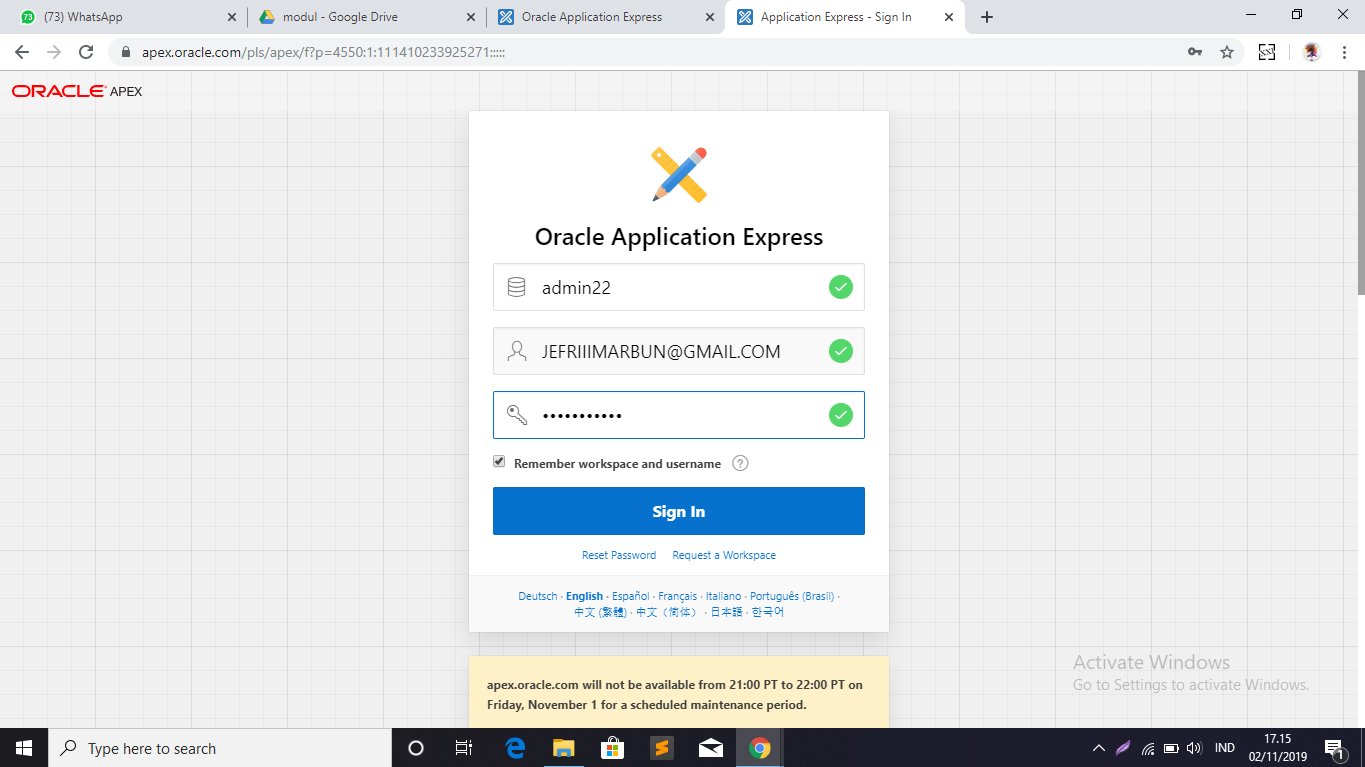 (73) WhatsApp
modul - Google Drive
Oracle Application Express
Application Express - Sign In
apex.oracle.com/pls/apex/f?p=4550:1:111410233925271:::::
ORACLE APEX
Oracle Application Express
admin22
JEFRIIIMARBUN@GMAIL.COM
Remember workspace and username ?
Sign In
Reset Password Request a Workspace
Deutsch · English · Español · Français · Italiano · Português (Brasil) ·
中文 (繁體) · 中文（简体） · 日本語 · 한국어
apex.oracle.com will not be available from 21:00 PT to 22:00 PT on
Friday, November 1 for a scheduled maintenance period.
Activate Windows
Go to Settings to activate Windows.
Type here to search
IND
17.15
02/11/2019
1